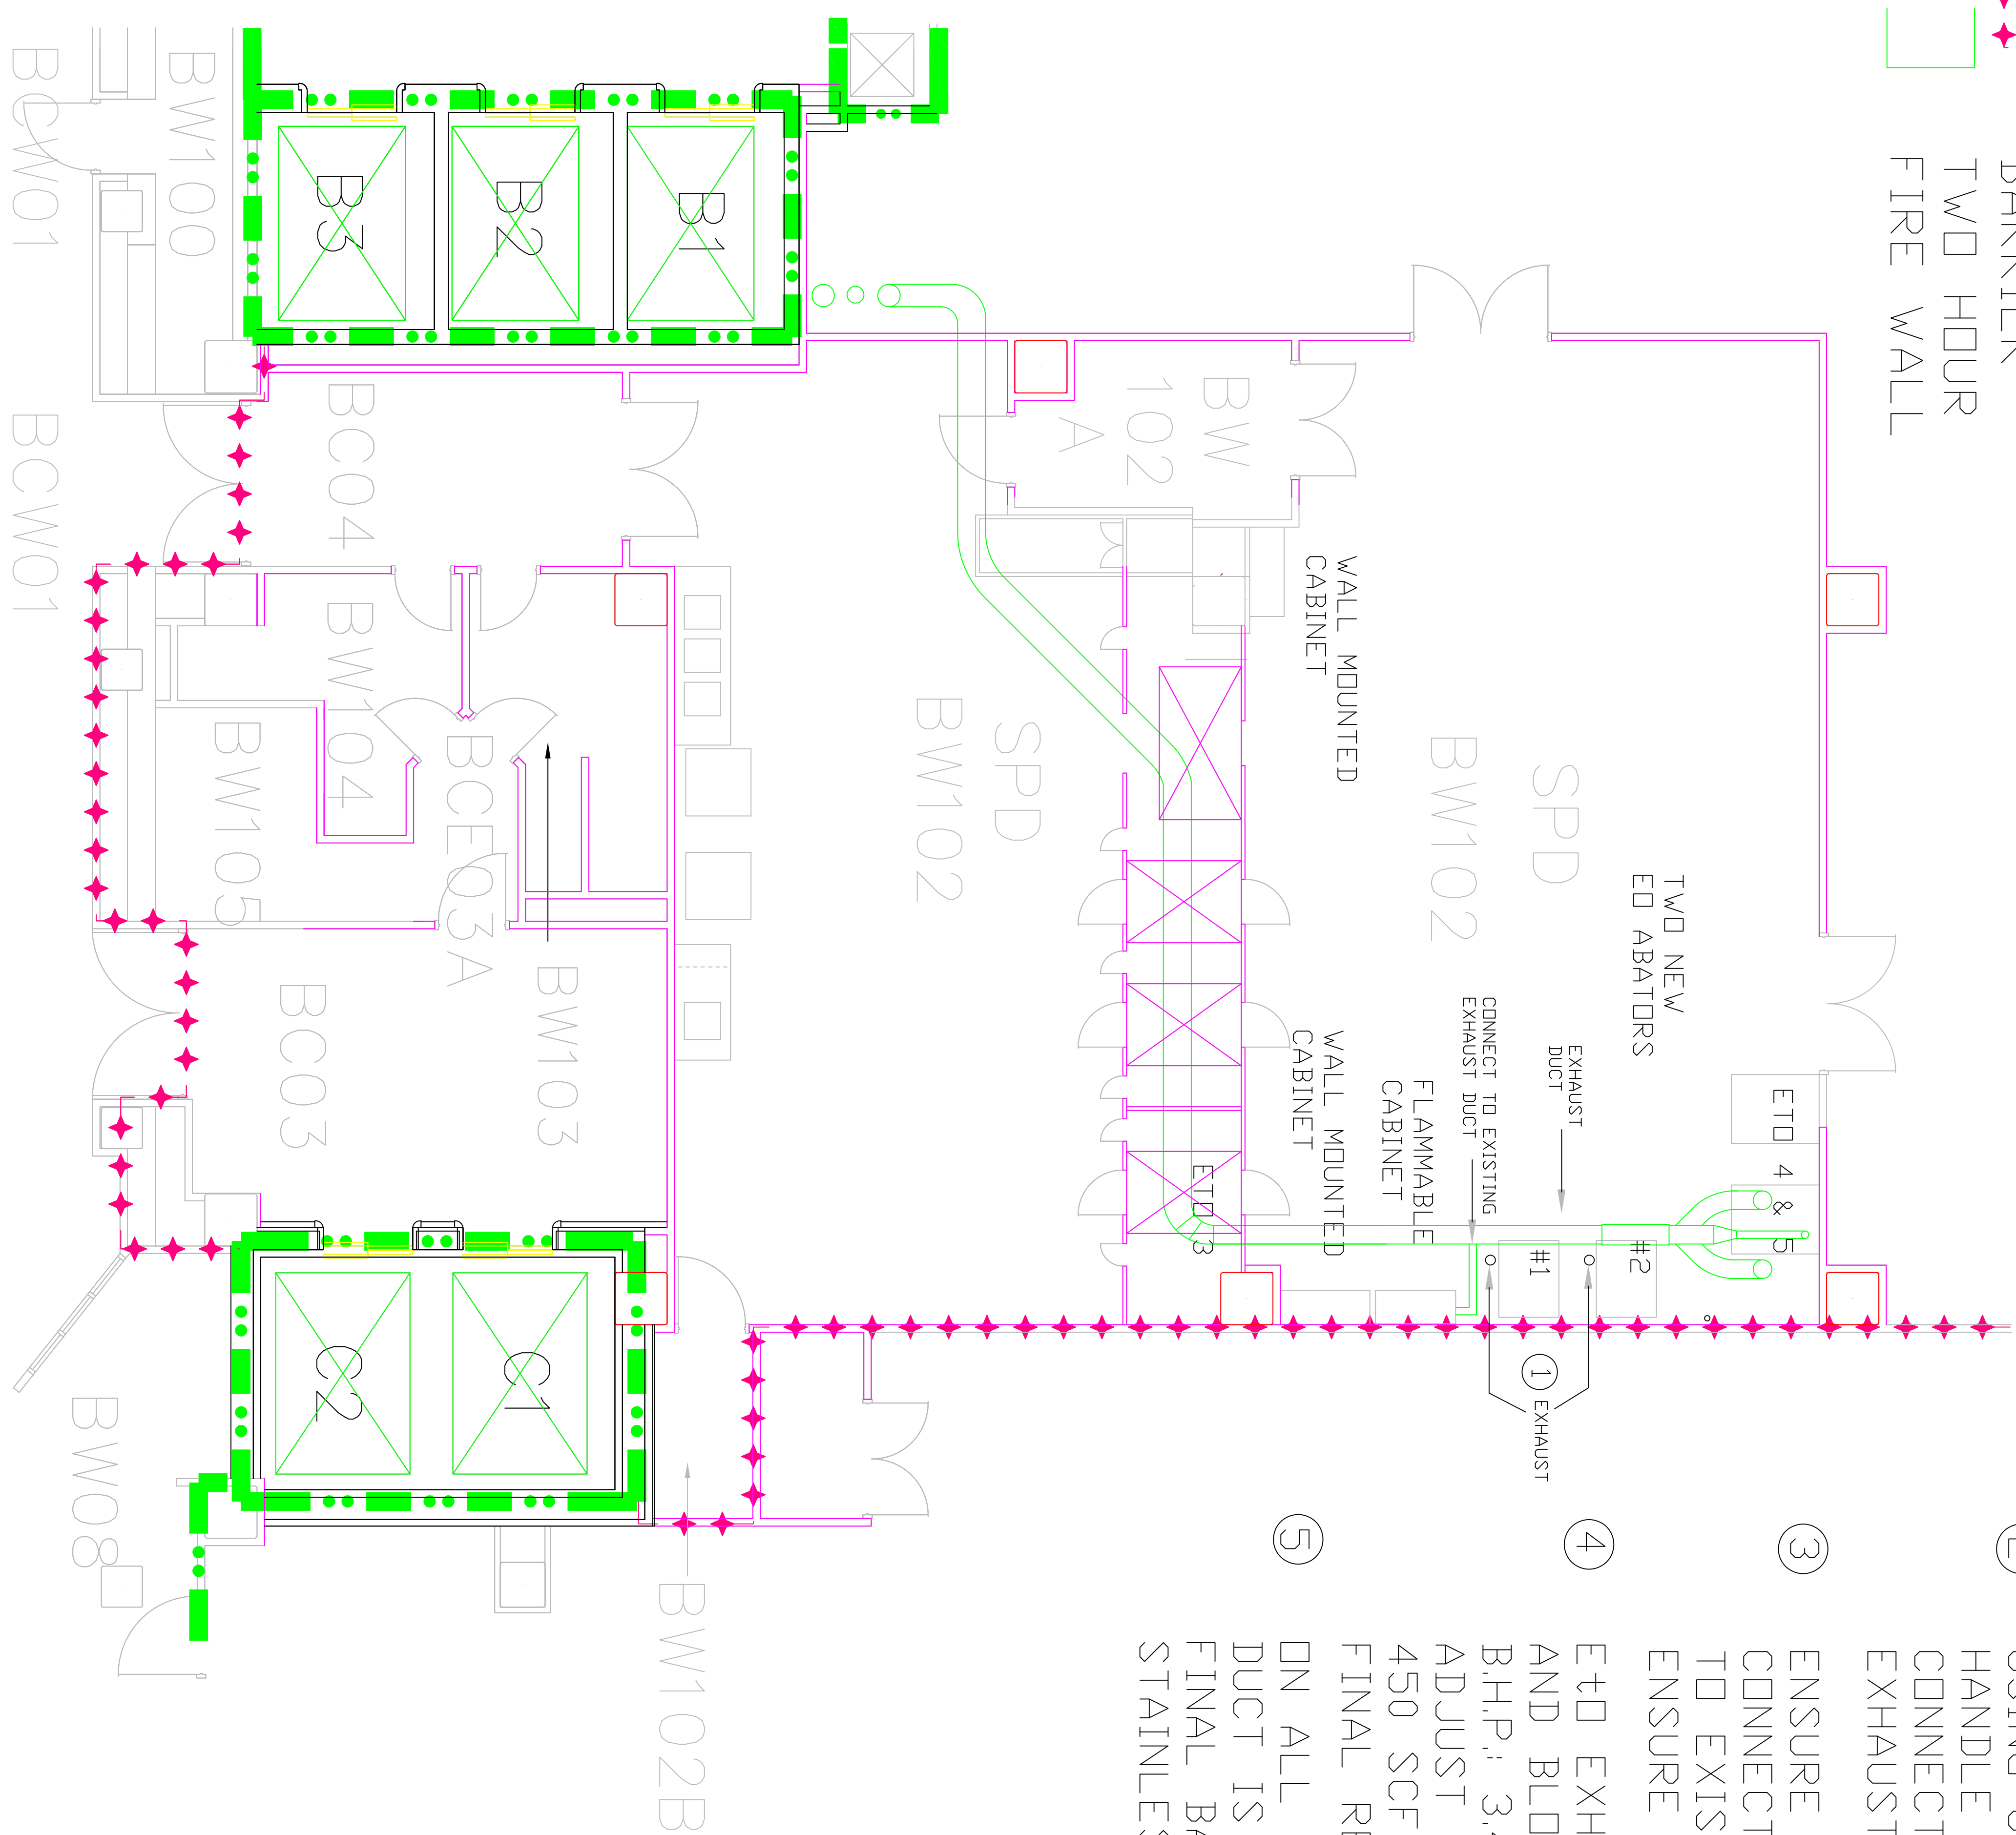 BARRIER
TWO HOUR
FIRE WALL
BCW01
BW100
B3
B2
B1
BCW01
BC04
BW
102
A
WALL MOUNTED
CABINET
BW104
BW105
BCE03A
BW103
BC03
SPD
BW102
SPD
BW102
TWO NEW
EO ABATORS
CONNECT TO EXISTING
EXHAUST DUCT
EXHAUST
DUCT
WALL MOUNTED
CABINET
FLAMMABLE
CABINET
ETO 4 & 5
ETO 3
#1
#2
1
EXHAUST
C2
C1
BW08
BW102B
3
4
5
HANDLE
CONNECT
EXHAUST
ENSURE
CONNECT
TO EXIS
ENSURE
EtO EXH
AND BLO
B.H.P.: 3.
ADJUST
450 SCF
FINAL RE
ON ALL
DUCT IS
FINAL BA
STAINLES